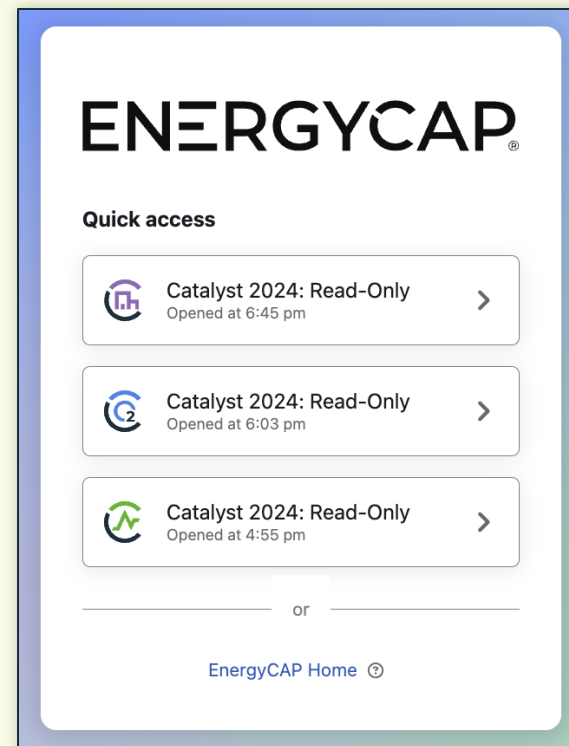 ENERGYCAP®
Quick access
Catalyst 2024: Read-Only
Opened at 6:45 pm
2
Catalyst 2024: Read-Only
Opened at 6:03 pm
Catalyst 2024: Read-Only
Opened at 4:55 pm
or
EnergyCAP Home ?